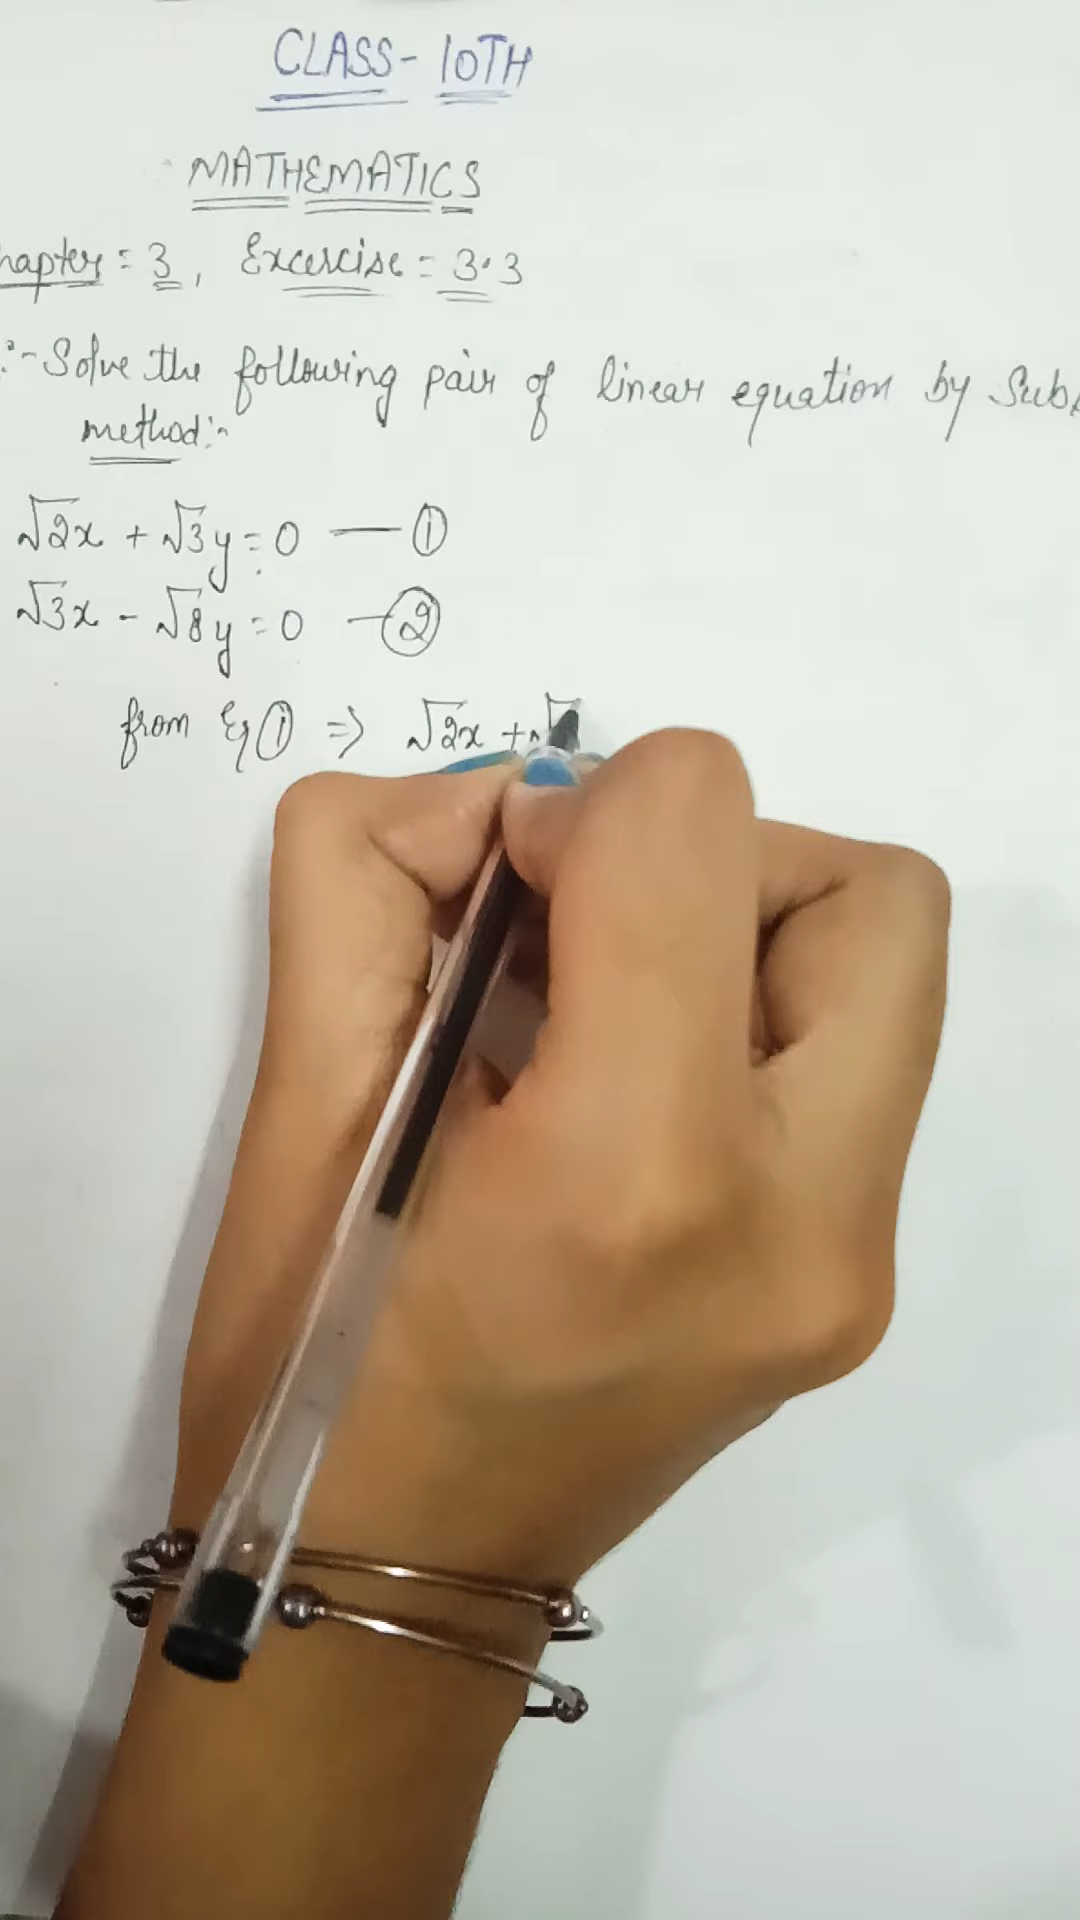 CLASS - 10TH
MATHEMATICS
hapter = 3, Excercise = 3.3
:- Solve the following pair of linear equation by Subs
method:-
√2x + √3y = 0 — ①
√3x - √8y = 0 — ②
from Eq ① => √2x + √